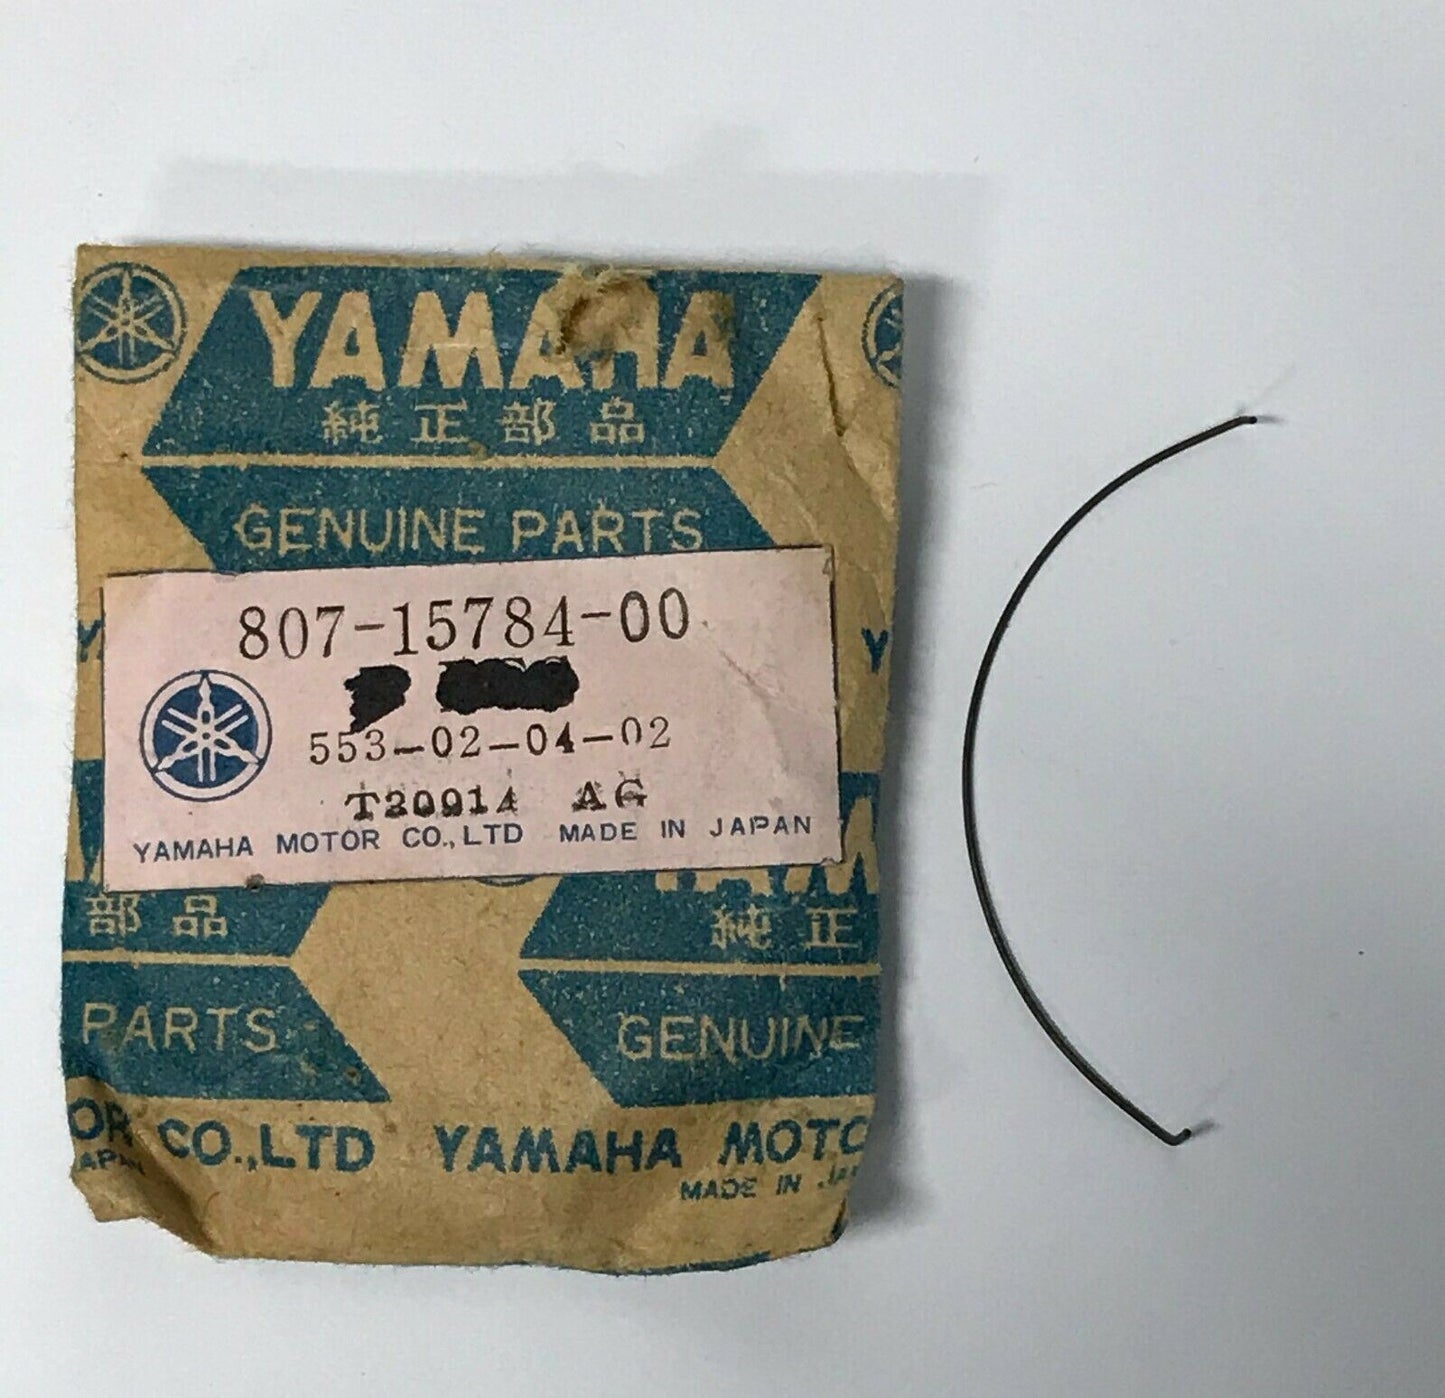 YAMAHA
純正部品
GENUINE PARTS
807-15784-00
553-02-04-02
AG
YAMAHA MOTOR CO.,LTD MADE IN JAPAN
Y
Y
部品
純正
PARTS
GENUINE
CO.,LTD YAMAHA MOTO
MADE IN